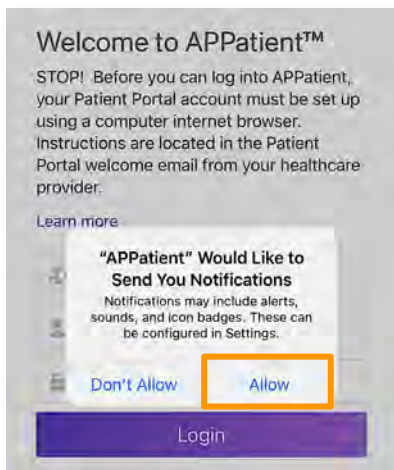 Welcome to APPatient™
STOP! Before you can log into APPatient,
your Patient Portal account must be set up
using a computer internet browser.
Instructions are located in the Patient
Portal welcome email from your healthcare
provider.
Learn more
“APPatient” Would Like to
Send You Notifications
Notifications may include alerts,
sounds, and icon badges. These can
be configured in Settings.
Don't Allow
Allow
Login